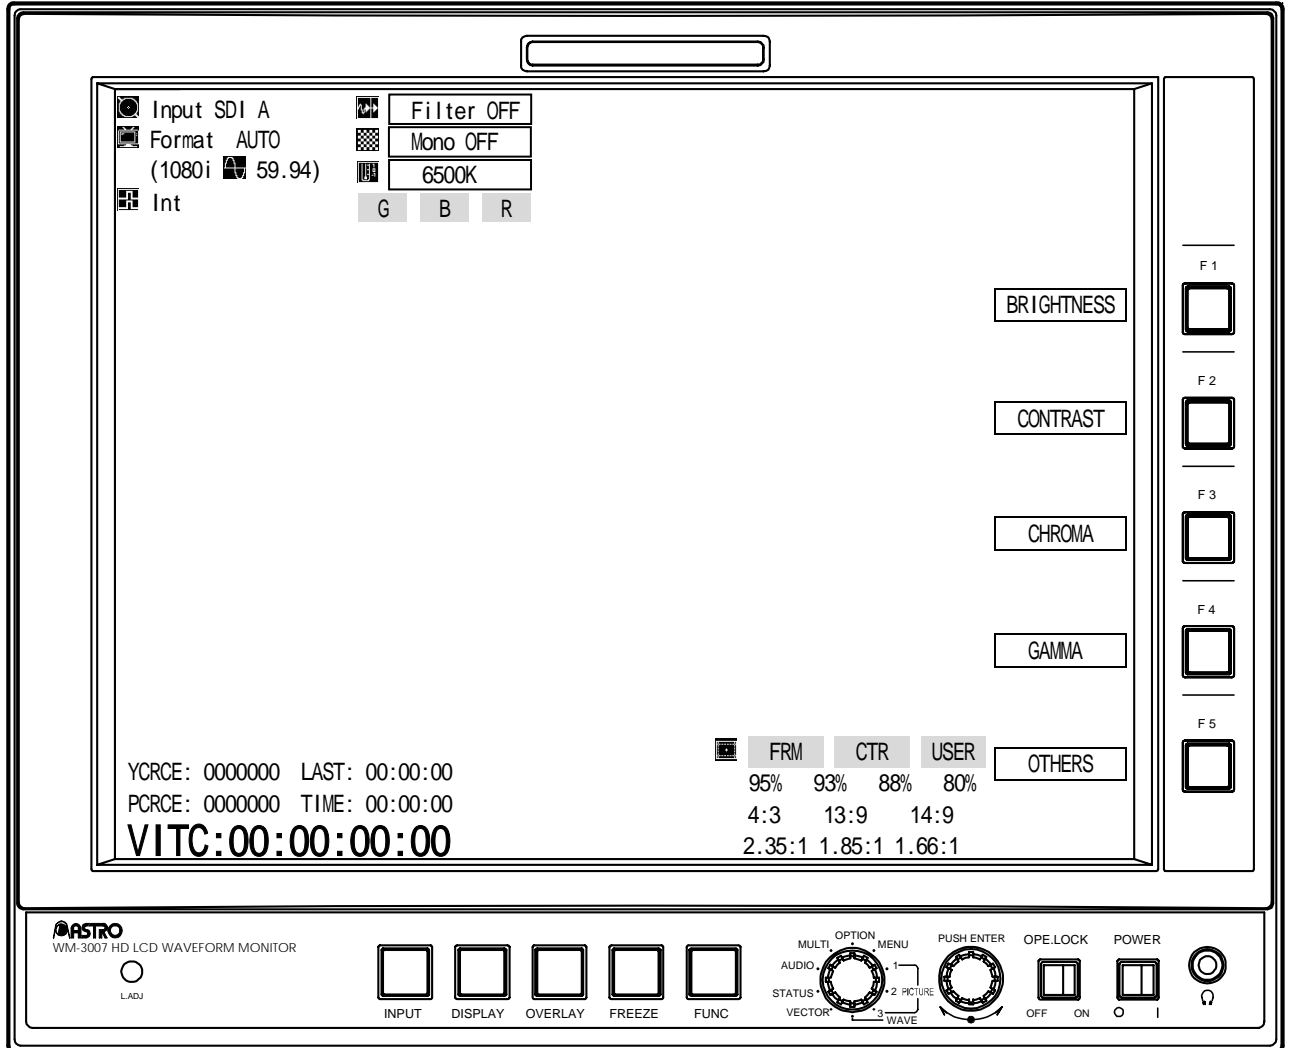 Input SDI A
Filter OFF
Format AUTO
Mono OFF
(1080i 59.94)
6500K
Int
G B R
F1
BRIGHTNESS
F2
CONTRAST
F3
CHROMA
F4
GAMMA
F5
OTHERS
FRM CTR USER
95% 93% 88% 80%
4:3 13:9 14:9
2.35:1 1.85:1 1.66:1
YCRCE: 0000000 LAST: 00:00:00
PCRCE: 0000000 TIME: 00:00:00
VITC:00:00:00:00
ASTRO
WM-3007 HD LCD WAVEFORM MONITOR
L.ADJ
INPUT DISPLAY OVERLAY FREEZE FUNC
OPTION
MULTI MENU
AUDIO 1
STATUS 2 PICTURE
VECTOR 3
WAVE
PUSH ENTER
OPE.LOCK
OFF ON
POWER
O I